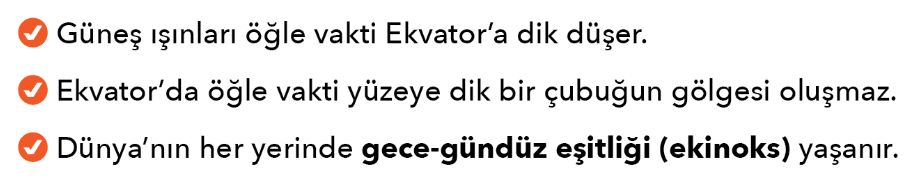 Güneş ışınları öğle vakti Ekvator’a dik düşer.
Ekvator’da öğle vakti yüzeye dik bir çubuğun gölgesi oluşmaz.
Dünya’nın her yerinde gece-gündüz eşitliği (ekinoks) yaşanır.